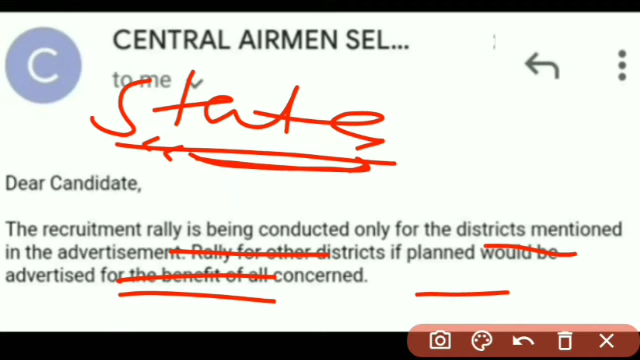 C
CENTRAL AIRMEN SEL...
to me
State
Dear Candidate,
The recruitment rally is being conducted only for the districts mentioned
in the advertisement. Rally for other districts if planned would be
advertised for the benefit of all concerned.